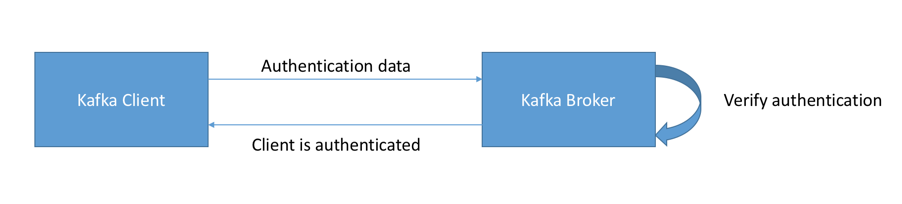 Authentication data
Kafka Client
Kafka Broker
Verify authentication
Client is authenticated